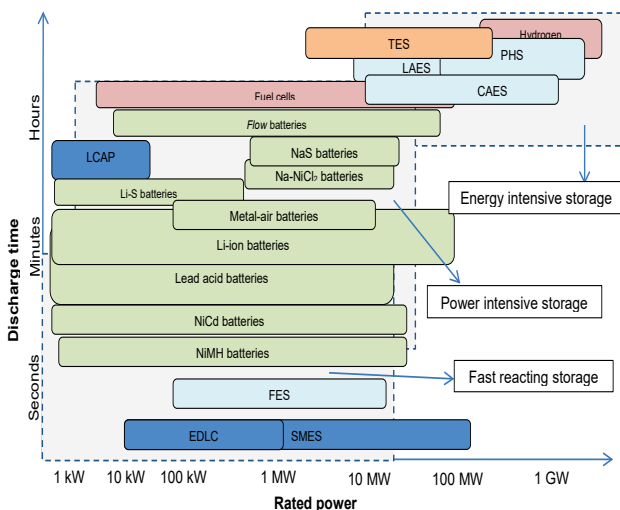 Hydrogen
TES
PHS
LAES
CAES
Fuel cells
Flow batteries
NaS batteries
LCAP
Na-NiCl₂ batteries
Li-S batteries
Energy intensive storage
Metal-air batteries
Li-ion batteries
Lead acid batteries
Power intensive storage
NiCd batteries
NiMH batteries
Fast reacting storage
FES
EDLC
SMES
Discharge time
Hours
Minutes
Seconds
1 kW
10 kW
100 kW
1 MW
10 MW
100 MW
1 GW
Rated power